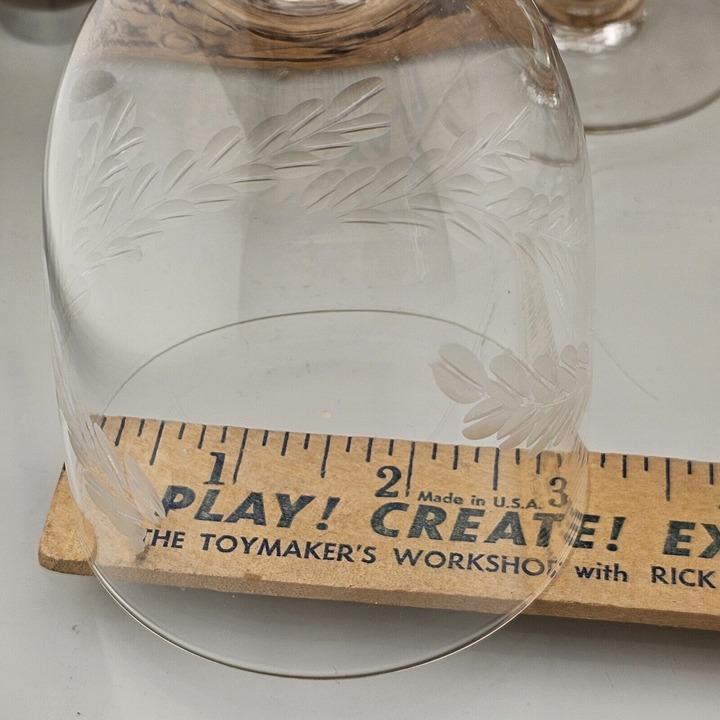 1 2 3
Made in U.S.A.
PLAY! CREATE! EX
THE TOYMAKER'S WORKSHOP with RICK